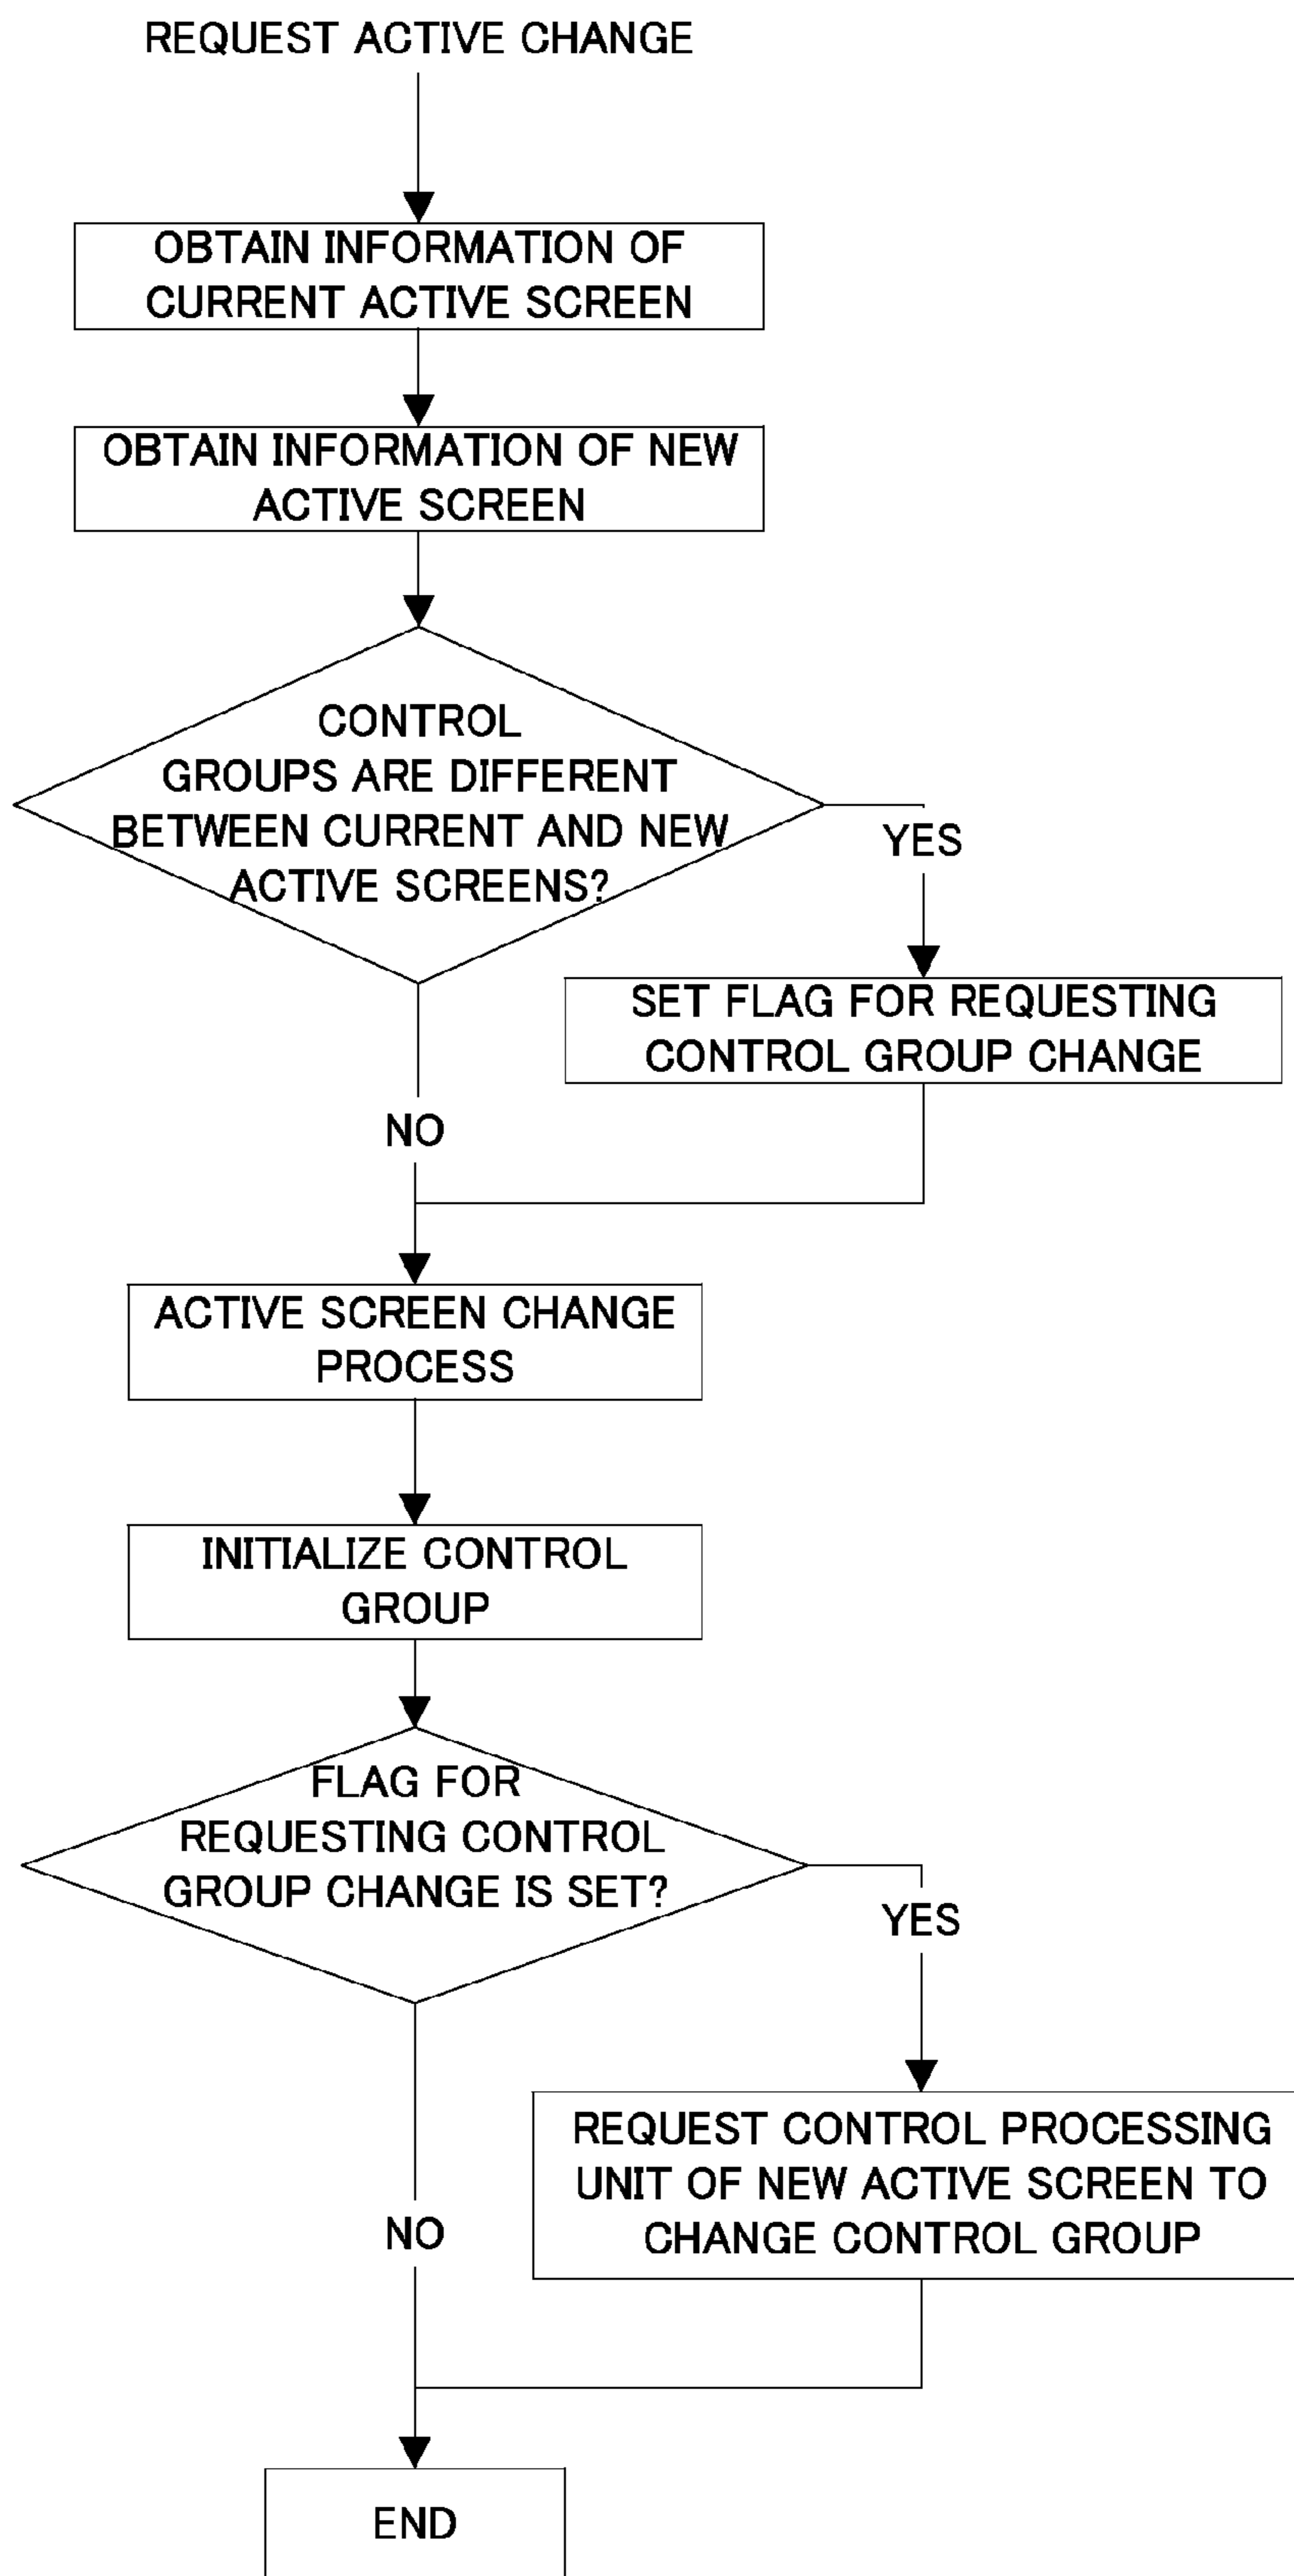 REQUEST ACTIVE CHANGE
OBTAIN INFORMATION OF
CURRENT ACTIVE SCREEN
OBTAIN INFORMATION OF NEW
ACTIVE SCREEN
CONTROL
GROUPS ARE DIFFERENT
BETWEEN CURRENT AND NEW
ACTIVE SCREENS?
YES
SET FLAG FOR REQUESTING
CONTROL GROUP CHANGE
NO
ACTIVE SCREEN CHANGE
PROCESS
INITIALIZE CONTROL
GROUP
FLAG FOR
REQUESTING CONTROL
GROUP CHANGE IS SET?
YES
REQUEST CONTROL PROCESSING
UNIT OF NEW ACTIVE SCREEN TO
CHANGE CONTROL GROUP
NO
END